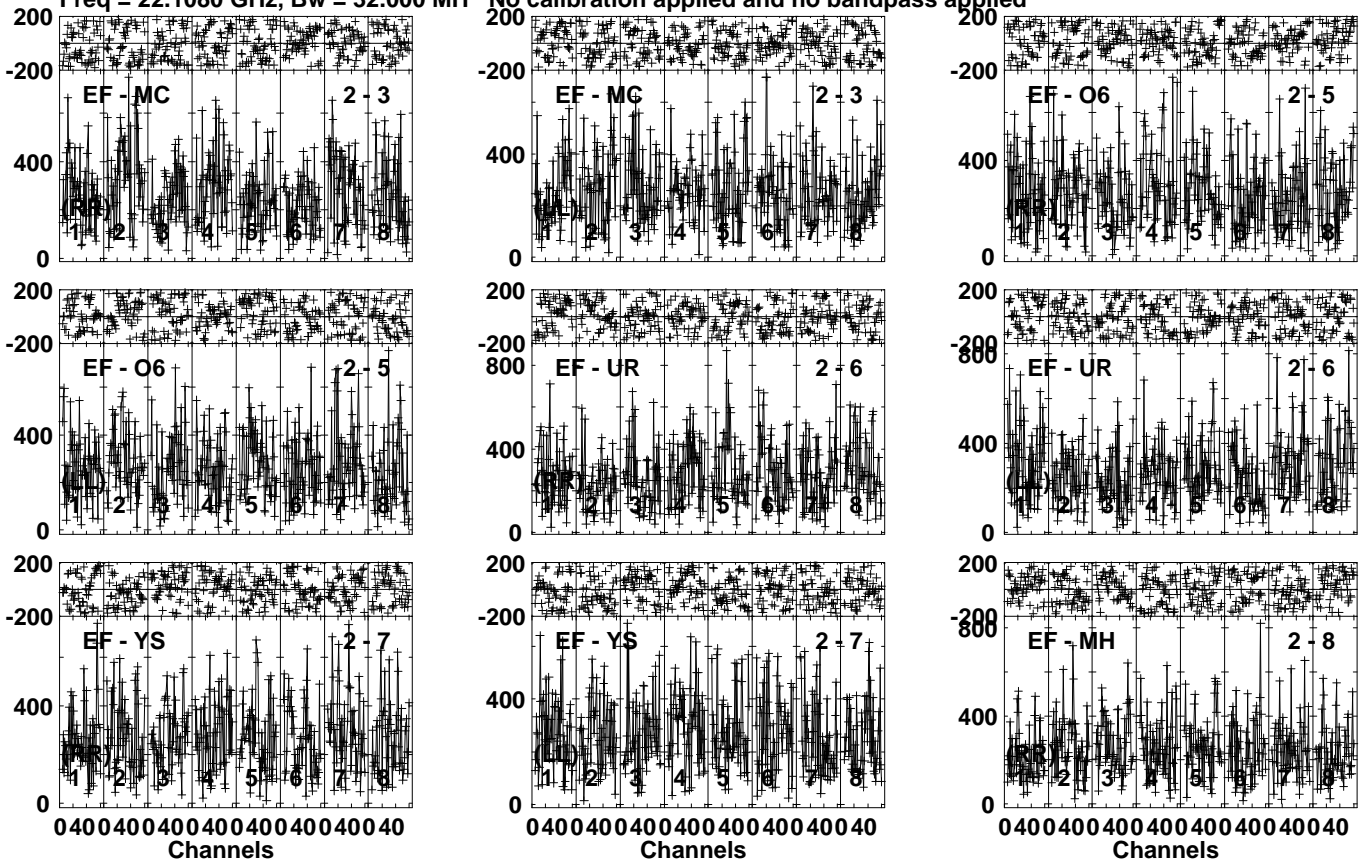 Freq = 22.1080 GHz, Bw = 32.000 MH No calibration applied and no bandpass applied
200 200 200
-200 -200 -200
EF - MC 2 - 3 EF - MC 2 - 3 EF - O6 2 - 5
400 400 400
(RR) (LL) (RR)
1 2 3 4 5 6 7 8 1 2 3 4 5 6 7 8 1 2 3 4 5 6 7 8
0 0 0
200 200 200
-200 -200 -200
800 800
EF - O6 2 - 5 EF - UR 2 - 6 EF - UR 2 - 6
400 400 400
(LL) (RR) (LL)
1 2 3 4 5 6 7 8 1 2 3 4 5 6 7 8 1 2 3 4 5 6 7 8
0 0 0
200 200 200
-200 -200 -200
800
EF - YS 2 - 7 EF - YS 2 - 7 EF - MH 2 - 8
400 400 400
(RR) (LL) (RR)
1 2 3 4 5 6 7 8 1 2 3 4 5 6 7 8 1 2 3 4 5 6 7 8
0 0 0
0 40 0 40 0 40 0 40 0 40 0 40 0 40 0 40 0 40 0 40 0 40 0 40 0 40 0 40 0 40 0 40 0 40 0 40 0 40 0 40 0 40 0 40 0 40 0 40
Channels Channels Channels